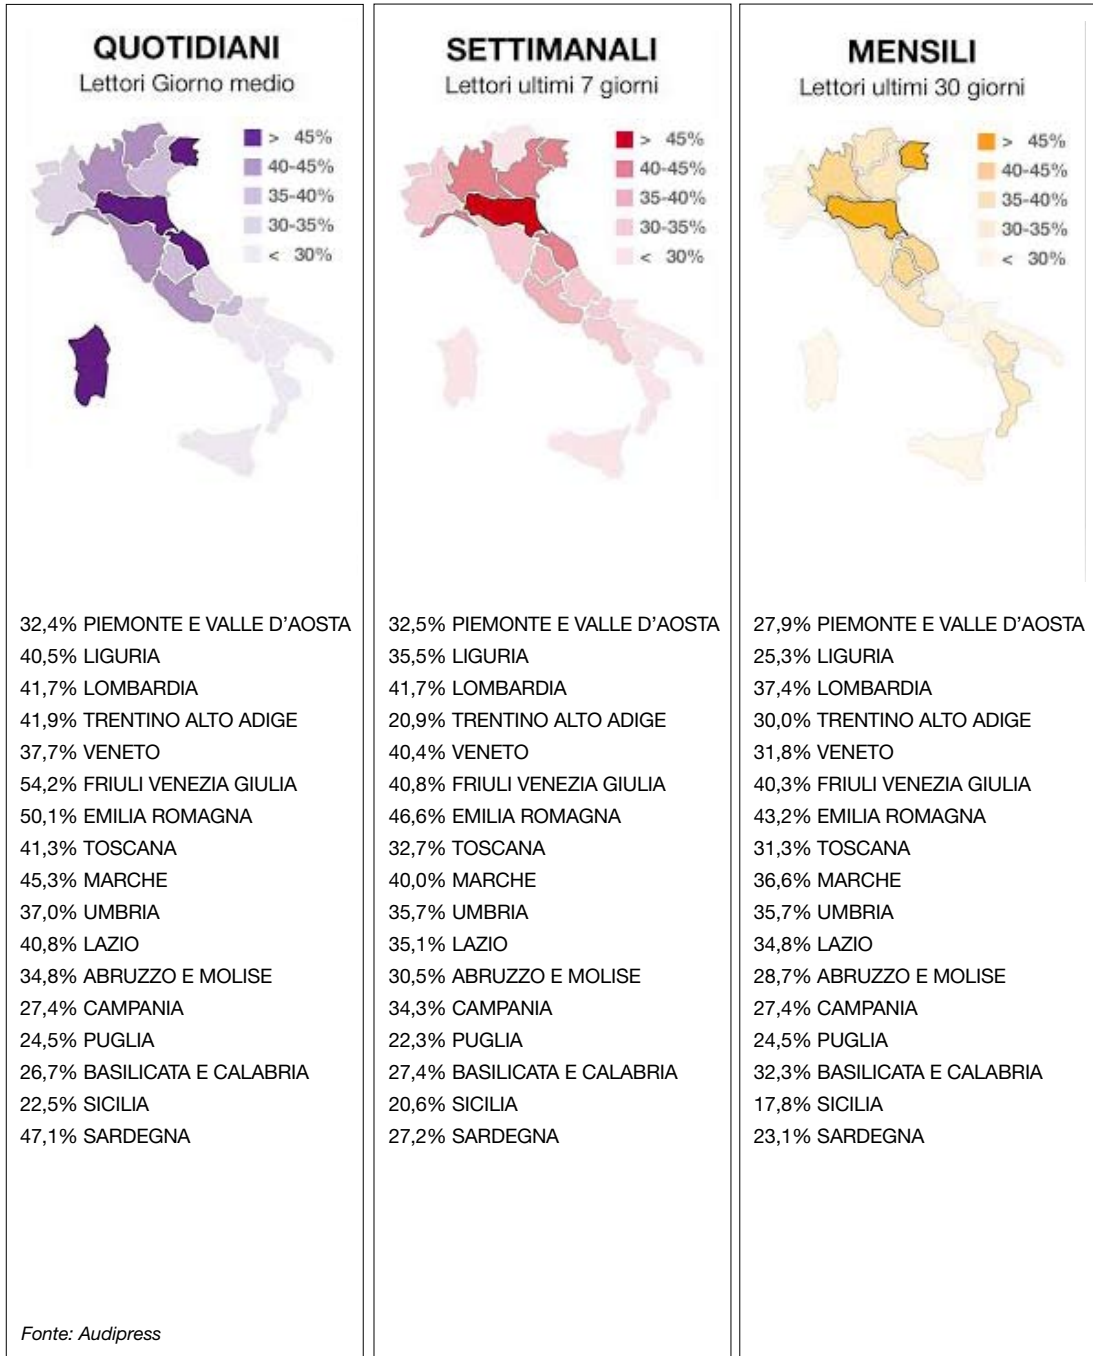 QUOTIDIANI
Lettori Giorno medio
> 45%
40-45%
35-40%
30-35%
< 30%
32,4% PIEMONTE E VALLE D'AOSTA
40,5% LIGURIA
41,7% LOMBARDIA
41,9% TRENTINO ALTO ADIGE
37,7% VENETO
54,2% FRIULI VENEZIA GIULIA
50,1% EMILIA ROMAGNA
41,3% TOSCANA
45,3% MARCHE
37,0% UMBRIA
40,8% LAZIO
34,8% ABRUZZO E MOLISE
27,4% CAMPANIA
24,5% PUGLIA
26,7% BASILICATA E CALABRIA
22,5% SICILIA
47,1% SARDEGNA
Fonte: Audipress
SETTIMANALI
Lettori ultimi 7 giorni
> 45%
40-45%
35-40%
30-35%
< 30%
32,5% PIEMONTE E VALLE D'AOSTA
35,5% LIGURIA
41,7% LOMBARDIA
20,9% TRENTINO ALTO ADIGE
40,4% VENETO
40,8% FRIULI VENEZIA GIULIA
46,6% EMILIA ROMAGNA
32,7% TOSCANA
40,0% MARCHE
35,7% UMBRIA
35,1% LAZIO
30,5% ABRUZZO E MOLISE
34,3% CAMPANIA
22,3% PUGLIA
27,4% BASILICATA E CALABRIA
20,6% SICILIA
27,2% SARDEGNA
MENSILI
Lettori ultimi 30 giorni
> 45%
40-45%
35-40%
30-35%
< 30%
27,9% PIEMONTE E VALLE D'AOSTA
25,3% LIGURIA
37,4% LOMBARDIA
30,0% TRENTINO ALTO ADIGE
31,8% VENETO
40,3% FRIULI VENEZIA GIULIA
43,2% EMILIA ROMAGNA
31,3% TOSCANA
36,6% MARCHE
35,7% UMBRIA
34,8% LAZIO
28,7% ABRUZZO E MOLISE
27,4% CAMPANIA
24,5% PUGLIA
32,3% BASILICATA E CALABRIA
17,8% SICILIA
23,1% SARDEGNA